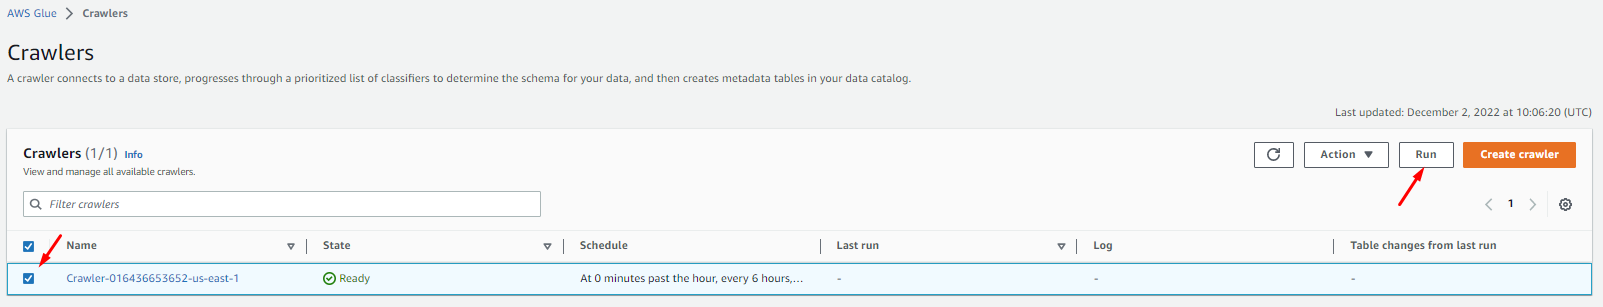 AWS Glue > Crawlers
Crawlers
A crawler connects to a data store, progresses through a prioritized list of classifiers to determine the schema for your data, and then creates metadata tables in your data catalog.
Last updated: December 2, 2022 at 10:06:20 (UTC)
Crawlers (1/1) Info
View and manage all available crawlers.
Action Run Create crawler
Filter crawlers
1
Name State Schedule Last run Log Table changes from last run
Crawler-016436653652-us-east-1 Ready At 0 minutes past the hour, every 6 hours,... - - -